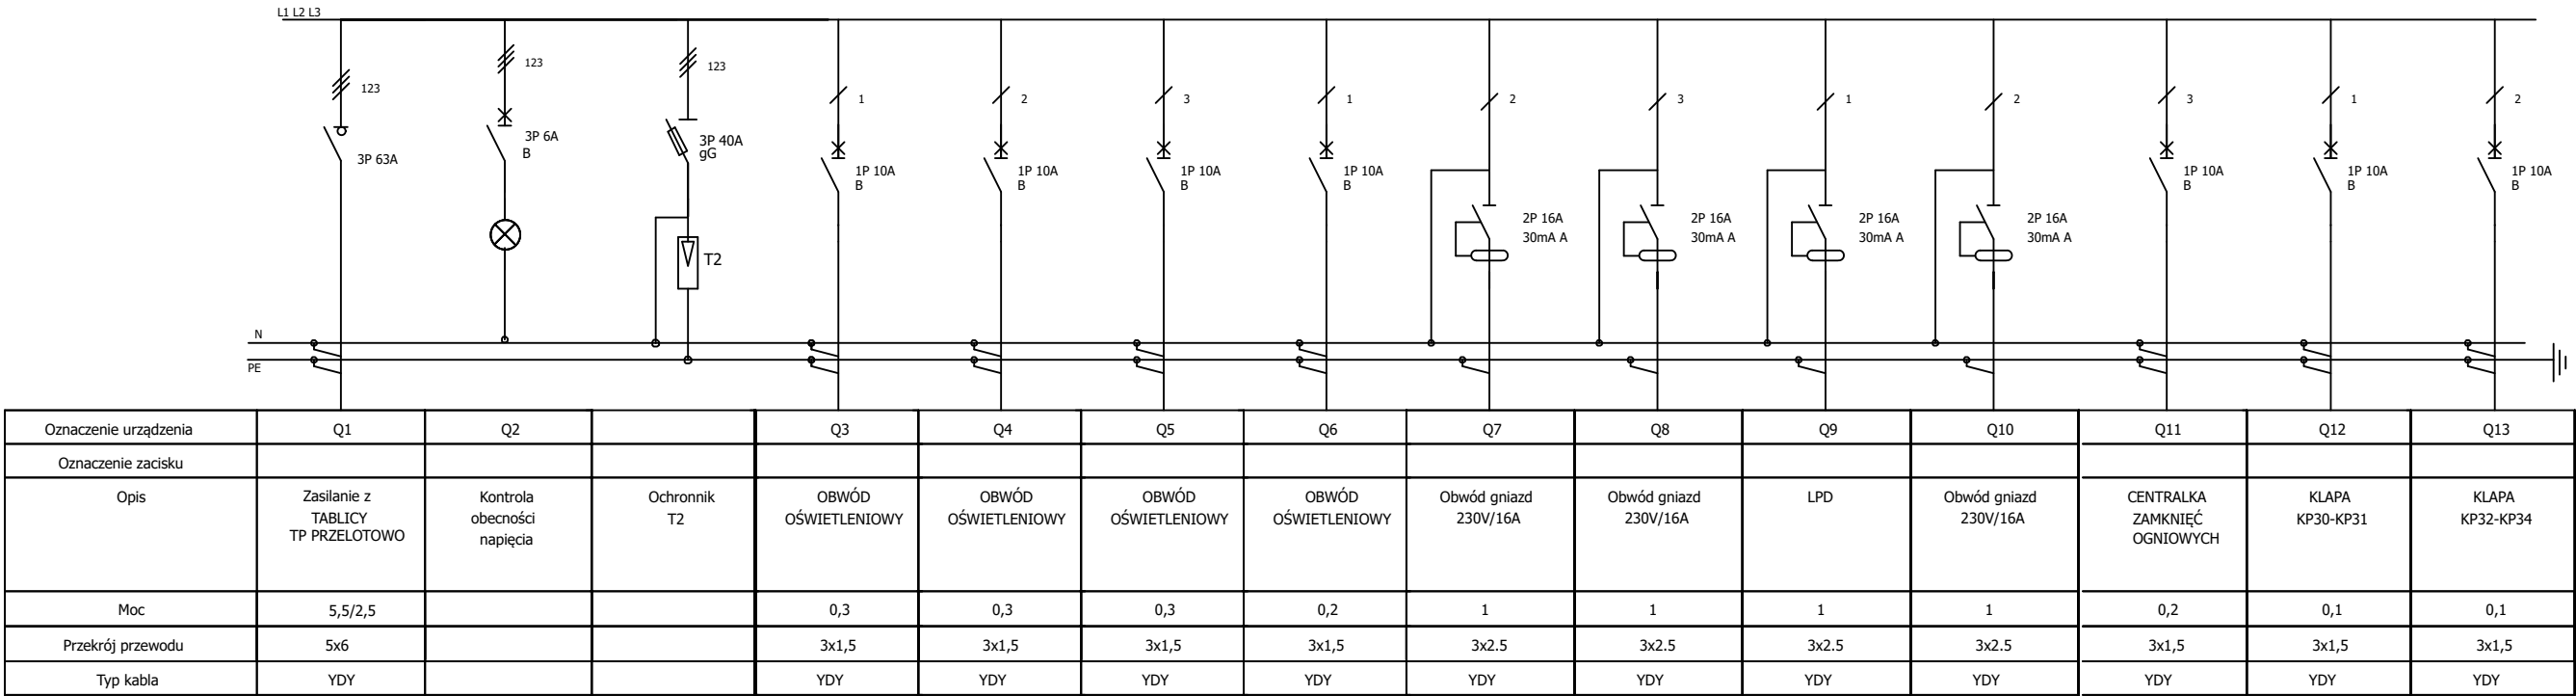 L1 L2 L3
123
123
123
1
2
3
1
2
3
1
2
3
1
2
3P 63A
3P 6A
B
3P 40A
gG
1P 10A
B
1P 10A
B
1P 10A
B
1P 10A
B
2P 16A
30mA A
2P 16A
30mA A
2P 16A
30mA A
2P 16A
30mA A
1P 10A
B
1P 10A
B
1P 10A
B
T2
N
PE
Oznaczenie urządzenia Q1 Q2 Q3 Q4 Q5 Q6 Q7 Q8 Q9 Q10 Q11 Q12 Q13
Oznaczenie zacisku
Opis
Zasilanie z
TABLICY
TP PRZELOTOWO
Kontrola
obecności
napięcia
Ochronnik
T2
OBWÓD
OŚWIETLENIOWY
OBWÓD
OŚWIETLENIOWY
OBWÓD
OŚWIETLENIOWY
OBWÓD
OŚWIETLENIOWY
Obwód gniazd
230V/16A
Obwód gniazd
230V/16A
LPD
Obwód gniazd
230V/16A
CENTRALKA
ZAMKNIĘĆ
OGNIOWYCH
KLAPA
KP30-KP31
KLAPA
KP32-KP34
Moc 5,5/2,5 0,3 0,3 0,3 0,2 1 1 1 1 0,2 0,1 0,1
Przekrój przewodu 5x6 3x1,5 3x1,5 3x1,5 3x1,5 3x2.5 3x2.5 3x2.5 3x2.5 3x1,5 3x1,5 3x1,5
Typ kabla YDY YDY YDY YDY YDY YDY YDY YDY YDY YDY YDY YDY